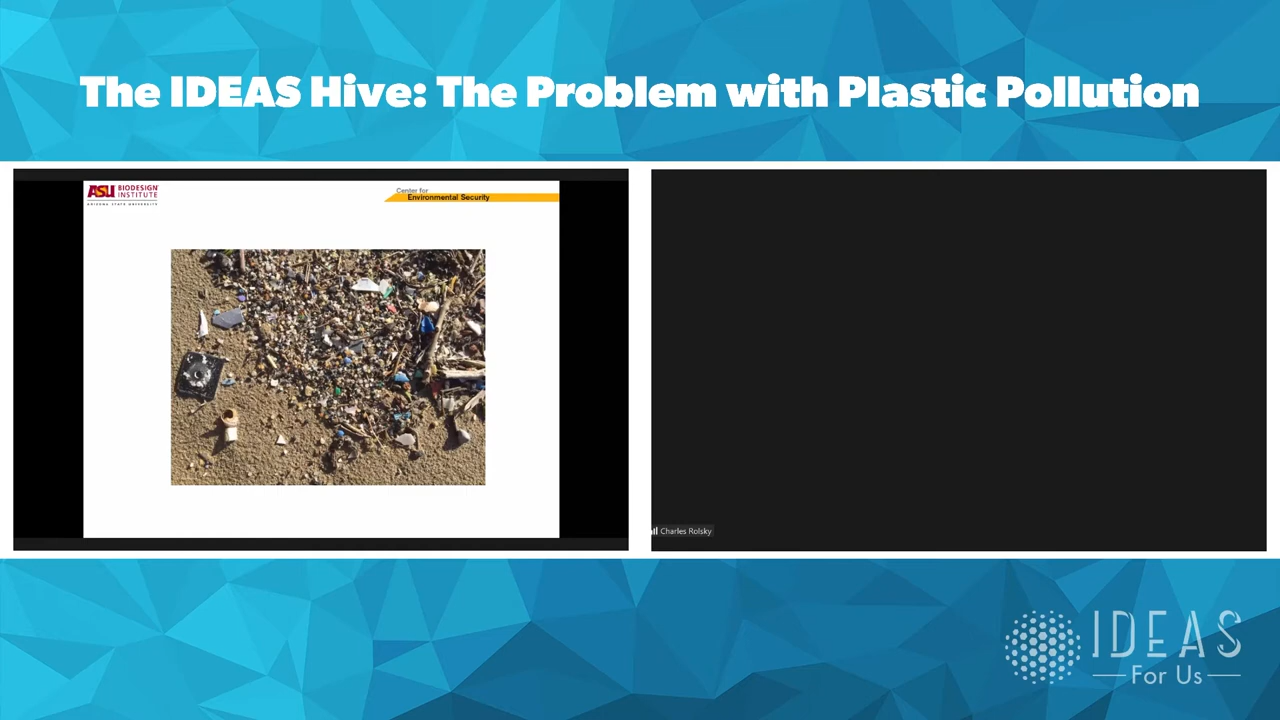 The IDEAS Hive: The Problem with Plastic Pollution
ASU BIODESIGN
INSTITUTE
ARIZONA STATE UNIVERSITY
Center for
Environmental Security
Charles Rolsky
IDEAS
For Us